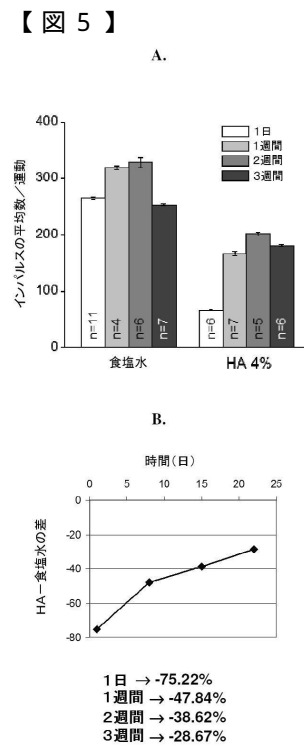 【図5】
A.
インパルスの平均数/運動
400
300
200
100
0
1日
1週間
2週間
3週間
n=11
n=4
n=6
n=7
n=6
n=7
n=5
n=6
食塩水
HA 4%
B.
時間(日)
0 5 10 15 20 25
HA-食塩水の差
0
-20
-40
-60
-80
1日 → -75.22%
1週間 → -47.84%
2週間 → -38.62%
3週間 → -28.67%